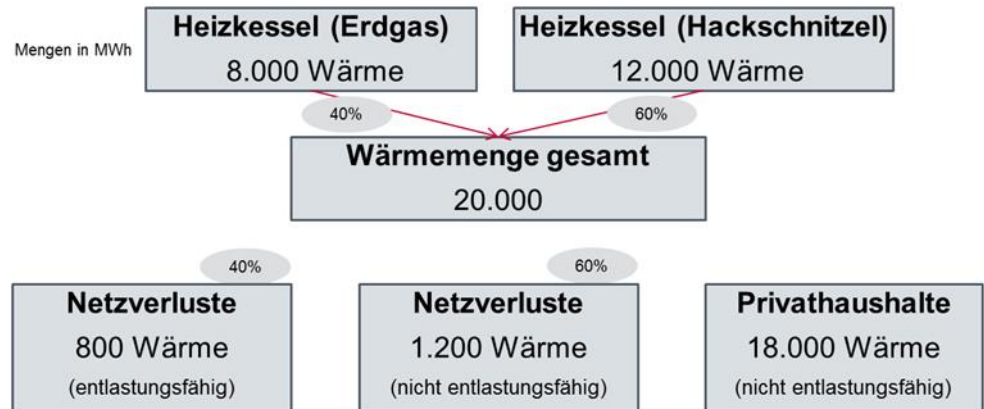 Mengen in MWh
Heizkessel (Erdgas)
8.000 Wärme
Heizkessel (Hackschnitzel)
12.000 Wärme
40%
60%
Wärmemenge gesamt
20.000
40%
60%
Netzverluste
800 Wärme
(entlastungsfähig)
Netzverluste
1.200 Wärme
(nicht entlastungsfähig)
Privathaushalte
18.000 Wärme
(nicht entlastungsfähig)